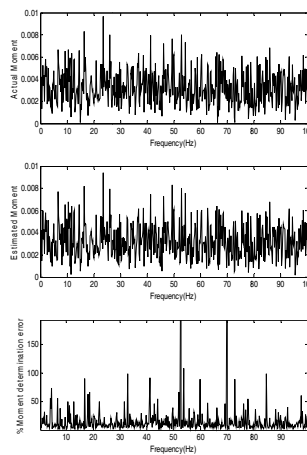 0.01
0.008
0.006
0.004
0.002
0
Actual Moment
0 10 20 30 40 50 60 70 80 90 100
Frequency(Hz)
0.01
0.008
0.006
0.004
0.002
0
Estimated Moment
0 10 20 30 40 50 60 70 80 90 100
Frequency(Hz)
150
100
50
% Moment determination error
10 20 30 40 50 60 70 80 90
Frequency(Hz)